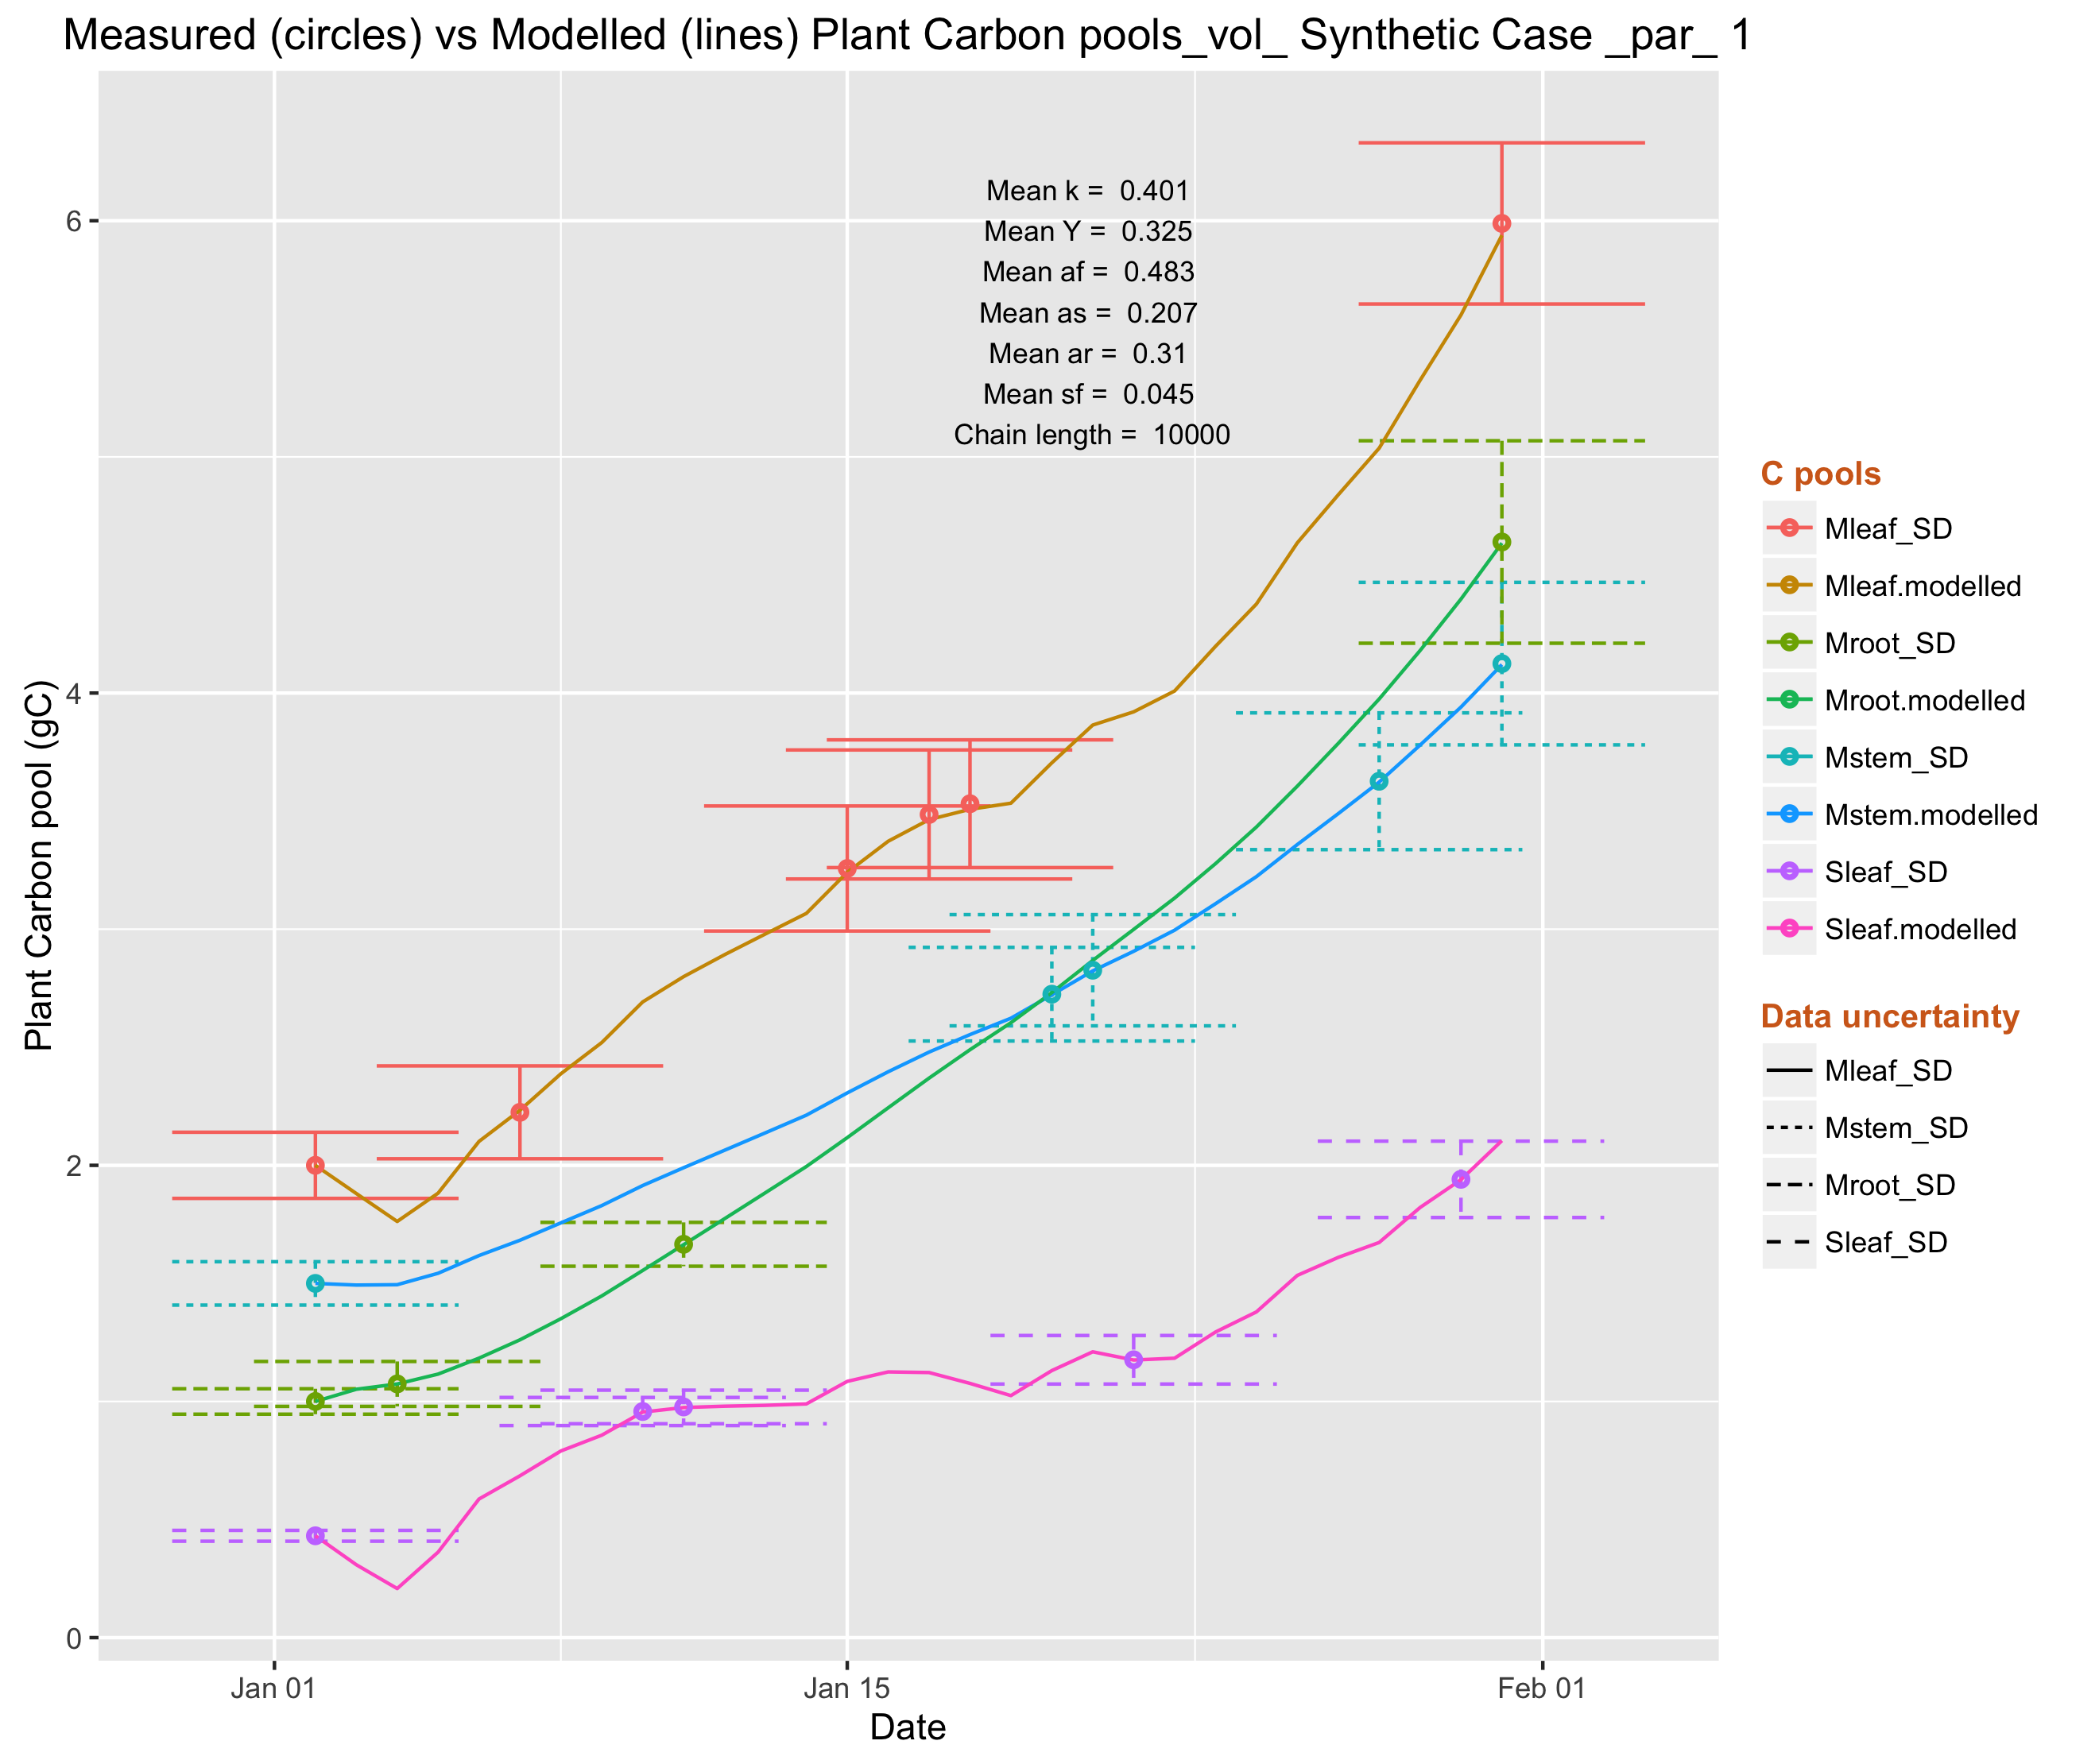 Measured (circles) vs Modelled (lines) Plant Carbon pools_vol_ Synthetic Case _par_ 1
Mean k = 0.401
Mean Y = 0.325
Mean af = 0.483
Mean as = 0.207
Mean ar = 0.31
Mean sf = 0.045
Chain length = 10000
Plant Carbon pool (gC)
6
4
2
0
Jan 01
Jan 15
Feb 01
Date
C pools
Mleaf_SD
Mleaf.modelled
Mroot_SD
Mroot.modelled
Mstem_SD
Mstem.modelled
Sleaf_SD
Sleaf.modelled
Data uncertainty
Mleaf_SD
Mstem_SD
Mroot_SD
Sleaf_SD